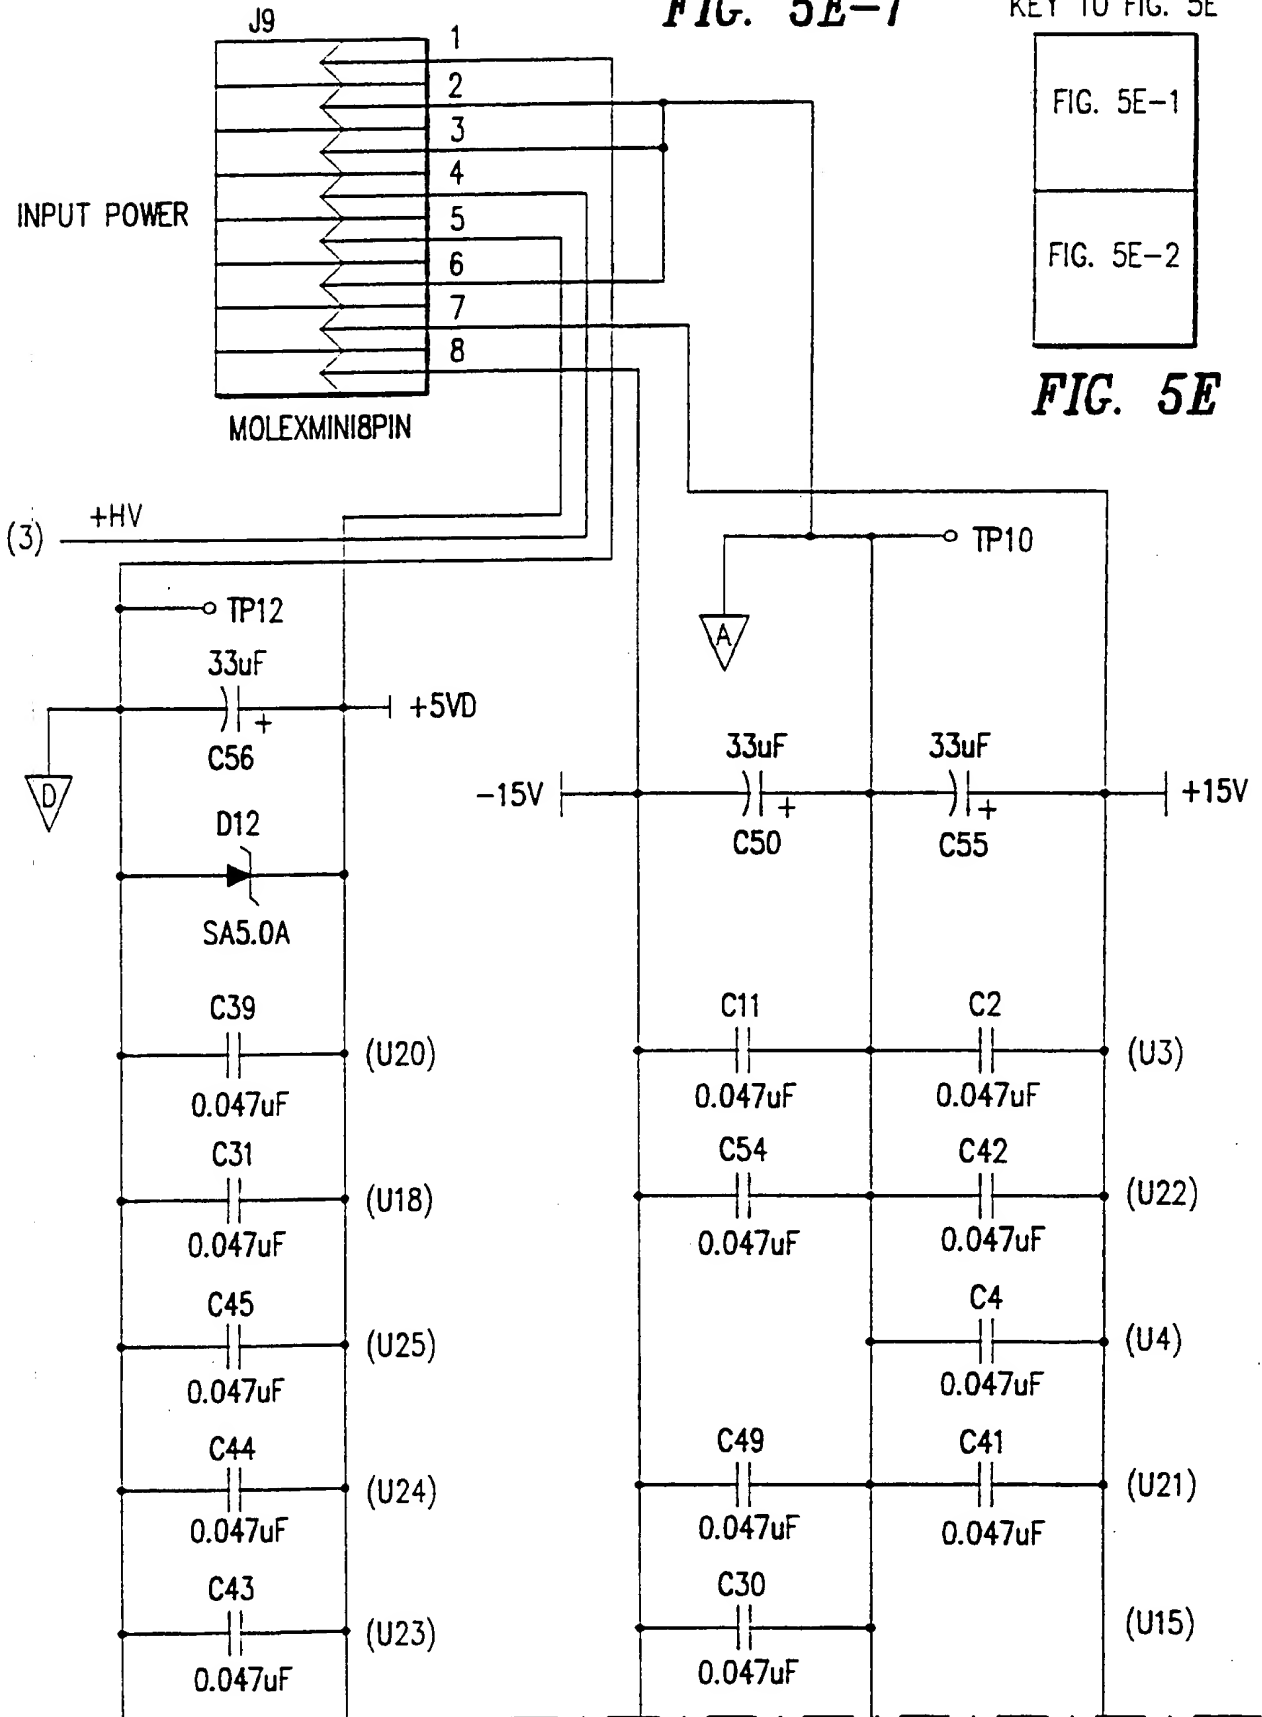 FIG. 5E-1
KEY TO FIG. 5E
J9
1
2
3
4
5
6
7
8
INPUT POWER
MOLEXMINI8PIN
FIG. 5E-1
FIG. 5E-2
FIG. 5E
(3)
+HV
TP12
TP10
A
33uF
+
C56
+5VD
D
D12
SA5.0A
-15V
33uF
+
C50
33uF
+
C55
+15V
C39
0.047uF
(U20)
C11
0.047uF
C2
0.047uF
(U3)
C31
0.047uF
(U18)
C54
0.047uF
C42
0.047uF
(U22)
C45
0.047uF
(U25)
C4
0.047uF
(U4)
C44
0.047uF
(U24)
C49
0.047uF
C41
0.047uF
(U21)
C43
0.047uF
(U23)
C30
0.047uF
(U15)